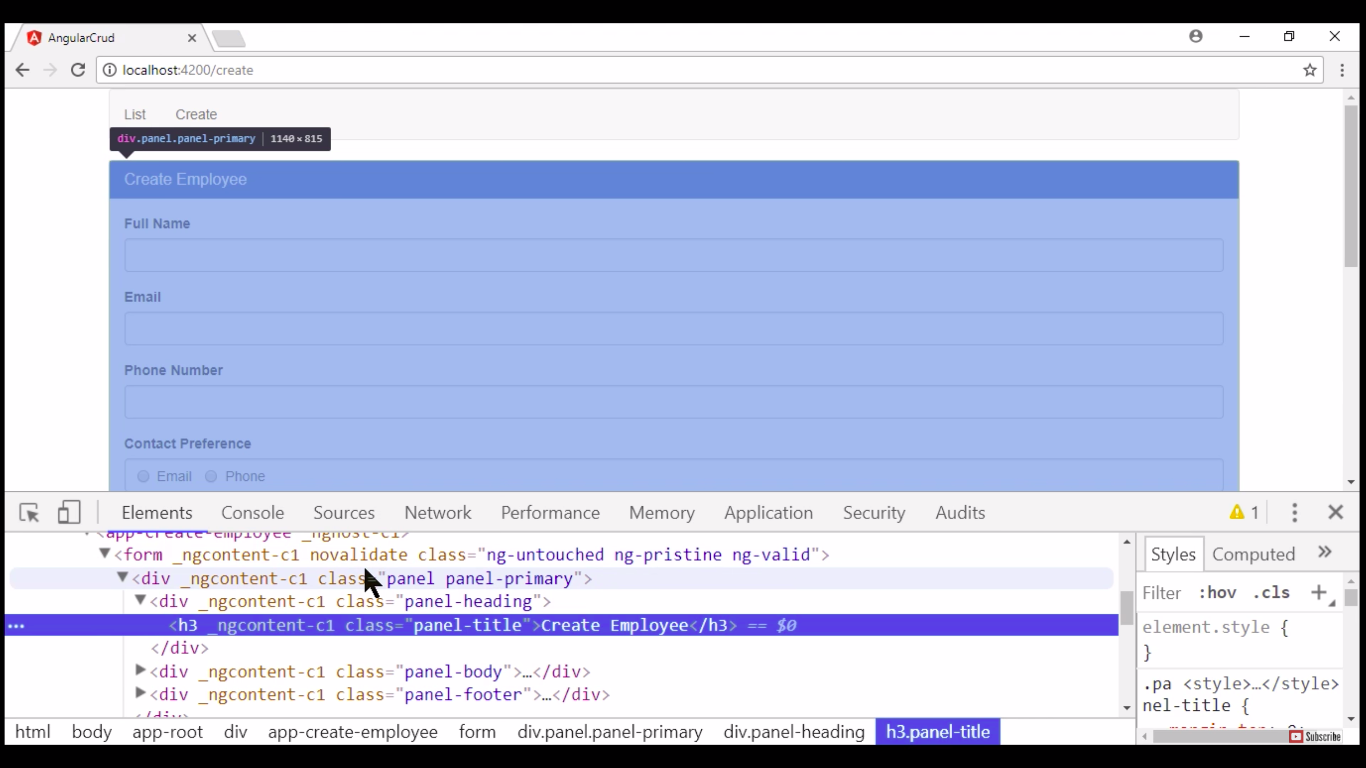 AngularCrud
localhost:4200/create
List Create
div.panel.panel-primary 1140×815
Create Employee
Full Name
Email
Phone Number
Contact Preference
Email Phone
Elements Console Sources Network Performance Memory Application Security Audits 1
<app-create-employee _nghost-c1>
<form _ngcontent-c1 novalidate class="ng-untouched ng-pristine ng-valid">
<div _ngcontent-c1 class="panel panel-primary">
<div _ngcontent-c1 class="panel-heading">
<h3 _ngcontent-c1 class="panel-title">Create Employee</h3> == $0
</div>
<div _ngcontent-c1 class="panel-body">…</div>
<div _ngcontent-c1 class="panel-footer">…</div>
</div>
html body app-root div app-create-employee form div.panel.panel-primary div.panel-heading h3.panel-title
Styles Computed »
Filter :hov .cls +
element.style {
}
.pa <style>…</style>
nel-title {
margin-top: 0;
Subscribe